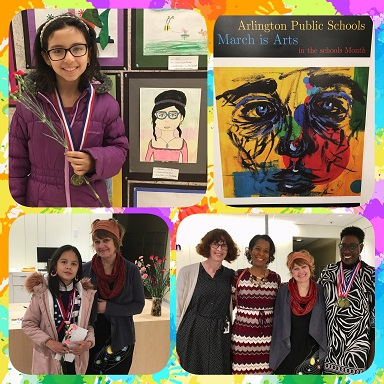 Arlington Public Schools
March is Arts
in the schools Month